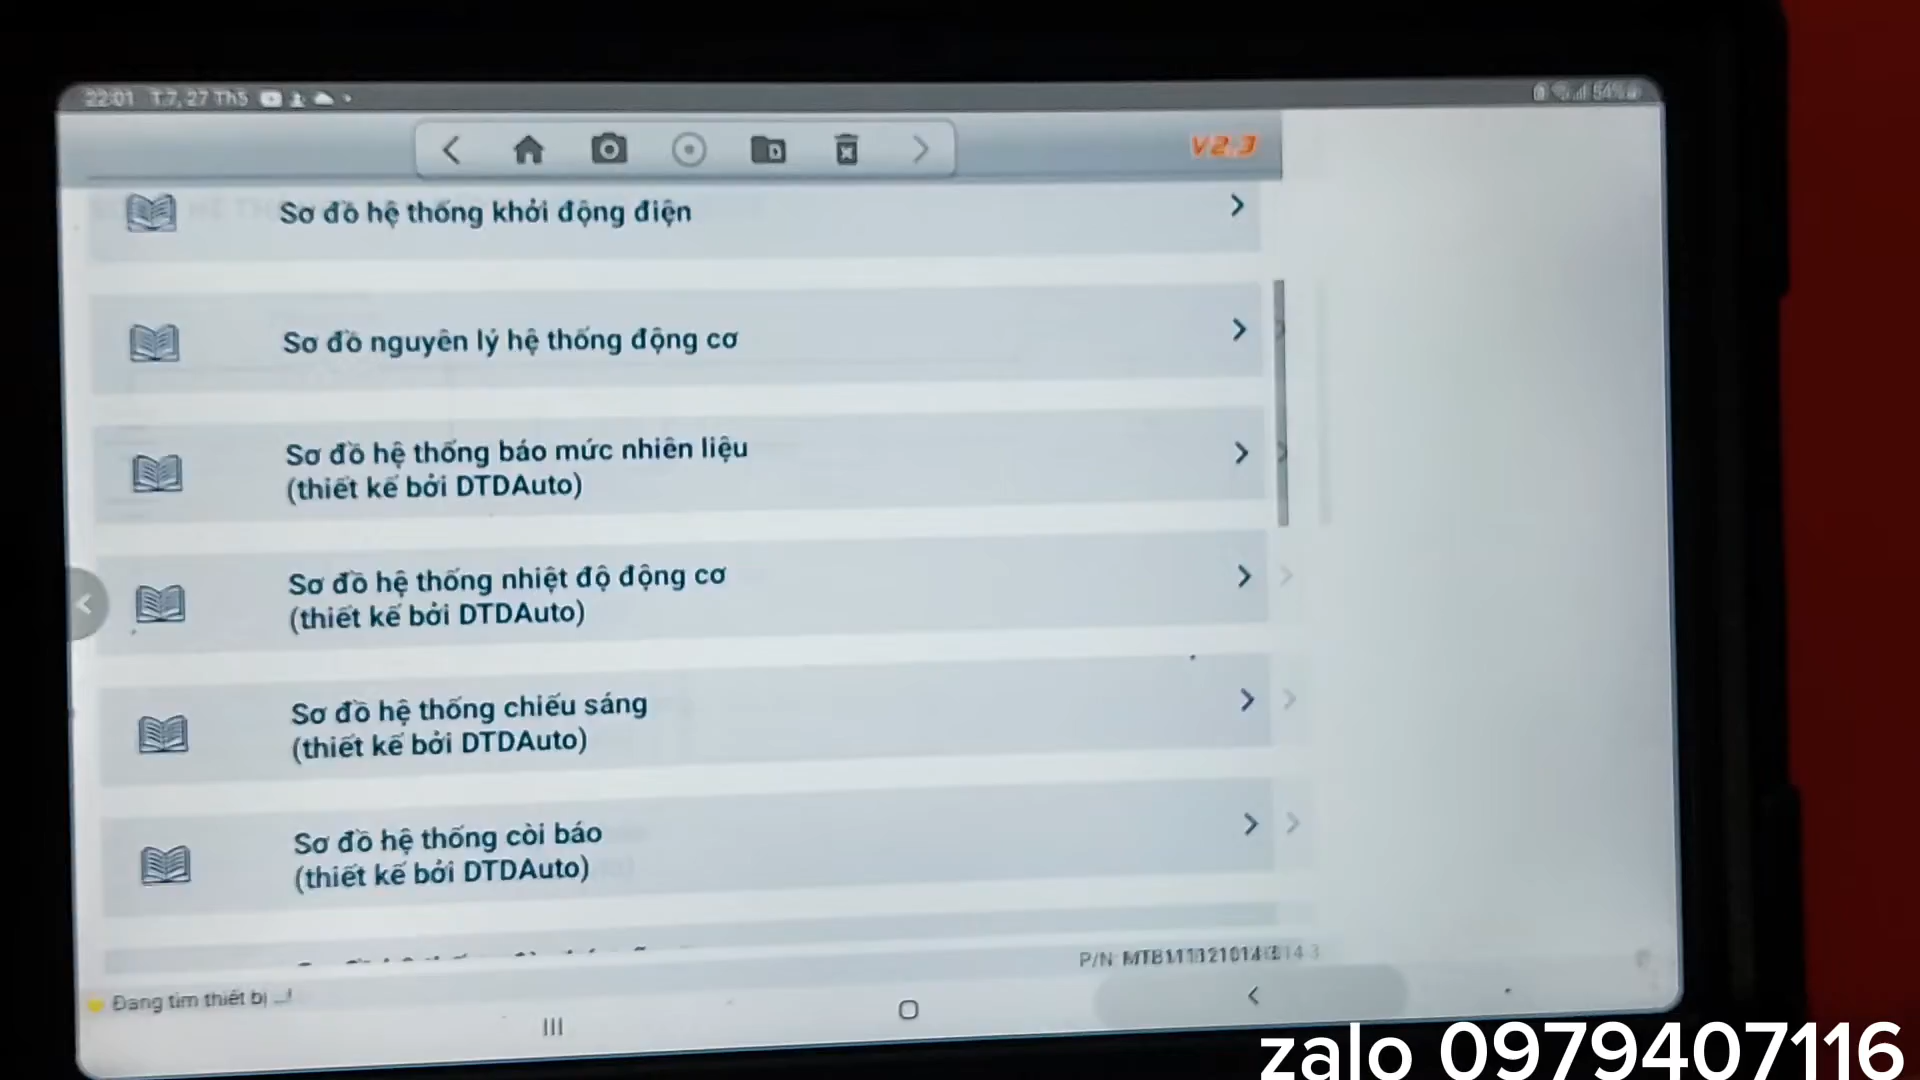 22:01 T.7, 27 Th5
54%
V2.3
Sơ đồ hệ thống khởi động điện
Sơ đồ nguyên lý hệ thống động cơ
Sơ đồ hệ thống báo mức nhiên liệu
(thiết kế bởi DTDAuto)
Sơ đồ hệ thống nhiệt độ động cơ
(thiết kế bởi DTDAuto)
Sơ đồ hệ thống chiếu sáng
(thiết kế bởi DTDAuto)
Sơ đồ hệ thống còi báo
(thiết kế bởi DTDAuto)
P/N:
Đang tìm thiết bị ...!
zalo 0979407116